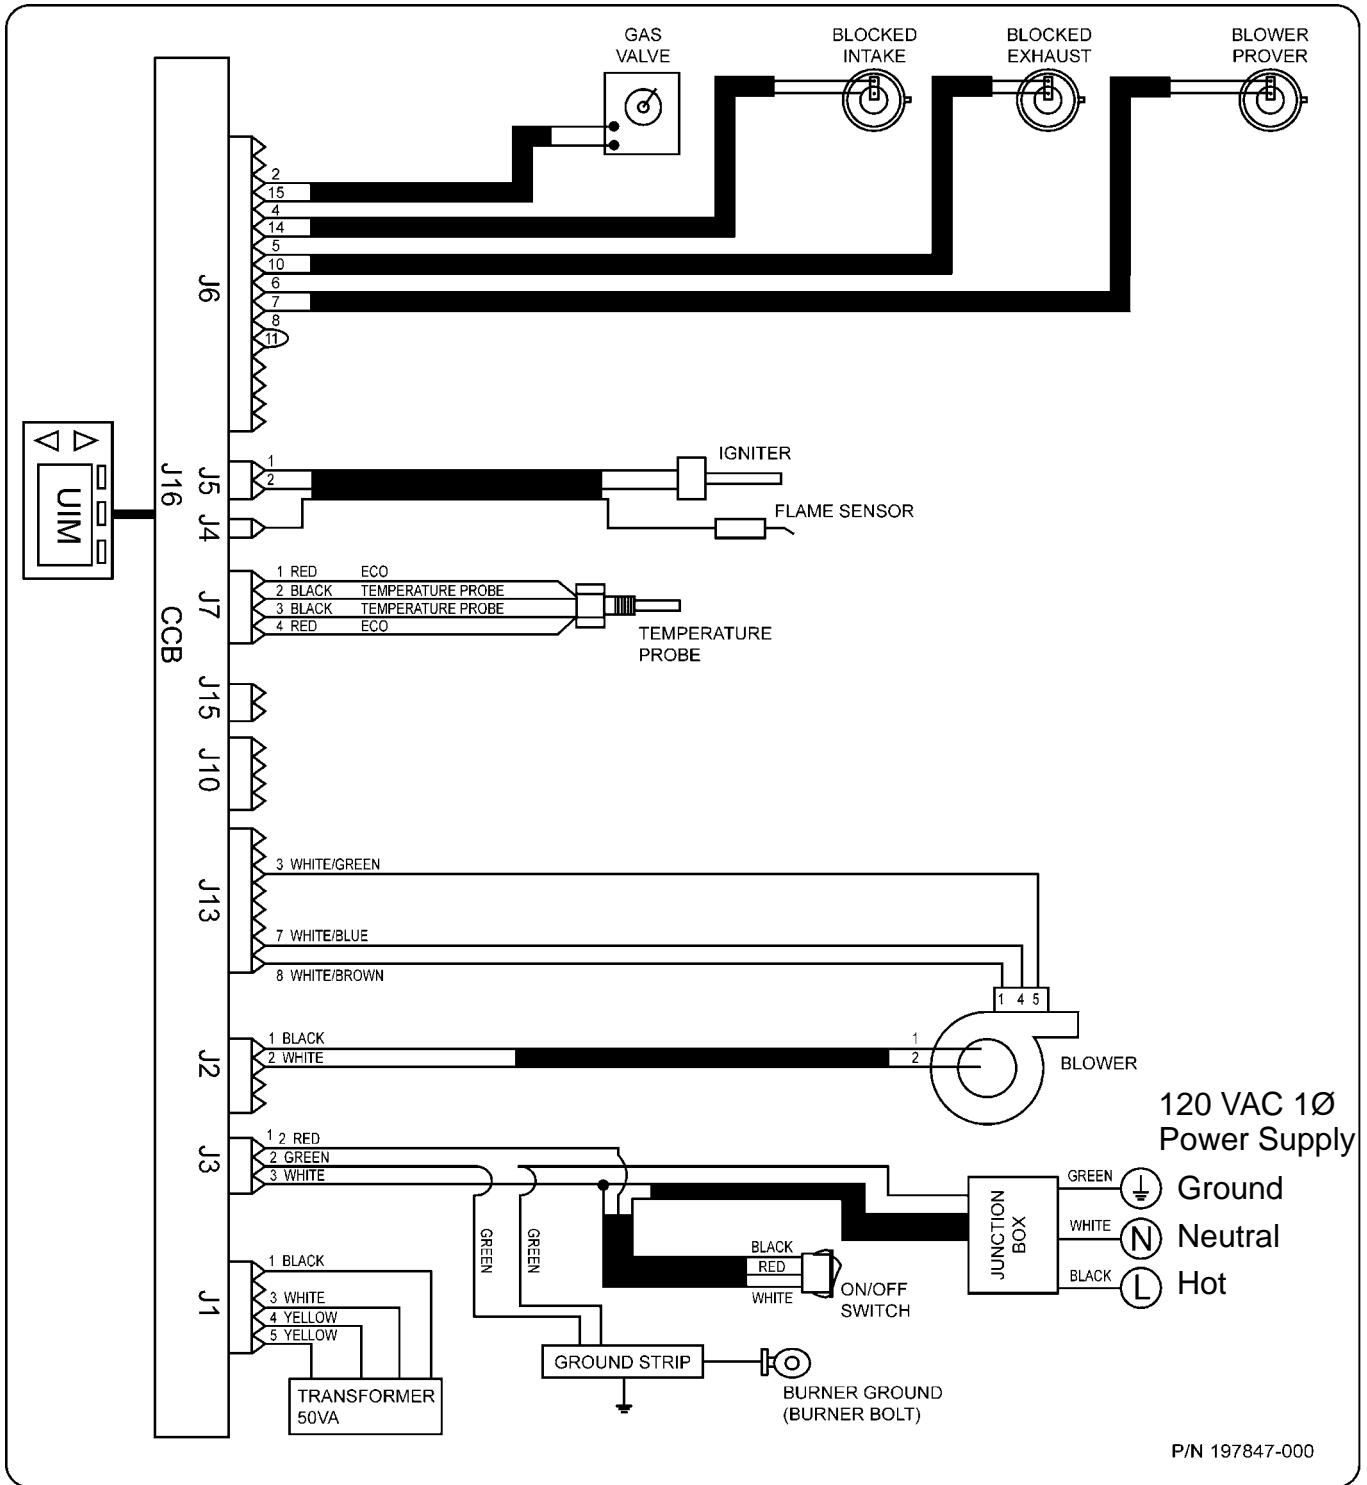 GAS
VALVE
BLOCKED
INTAKE
BLOCKED
EXHAUST
BLOWER
PROVER
2
15
4
14
5
10
6
7
8
11
J6
UIM
J16
CCB
J5
1
2
IGNITER
J4
FLAME SENSOR
J7
1 RED ECO
2 BLACK TEMPERATURE PROBE
3 BLACK TEMPERATURE PROBE
4 RED ECO
TEMPERATURE
PROBE
J15
J10
J13
3 WHITE/GREEN
7 WHITE/BLUE
8 WHITE/BROWN
1 4 5
J2
1 BLACK
2 WHITE
1
2
BLOWER
120 VAC 1Ø
Power Supply
J3
1 2 RED
2 GREEN
3 WHITE
GREEN
GREEN
JUNCTION
BOX
GREEN
Ground
WHITE
N Neutral
BLACK
L Hot
BLACK
RED
WHITE
ON/OFF
SWITCH
J1
1 BLACK
3 WHITE
4 YELLOW
5 YELLOW
TRANSFORMER
50VA
GROUND STRIP
BURNER GROUND
(BURNER BOLT)
P/N 197847-000